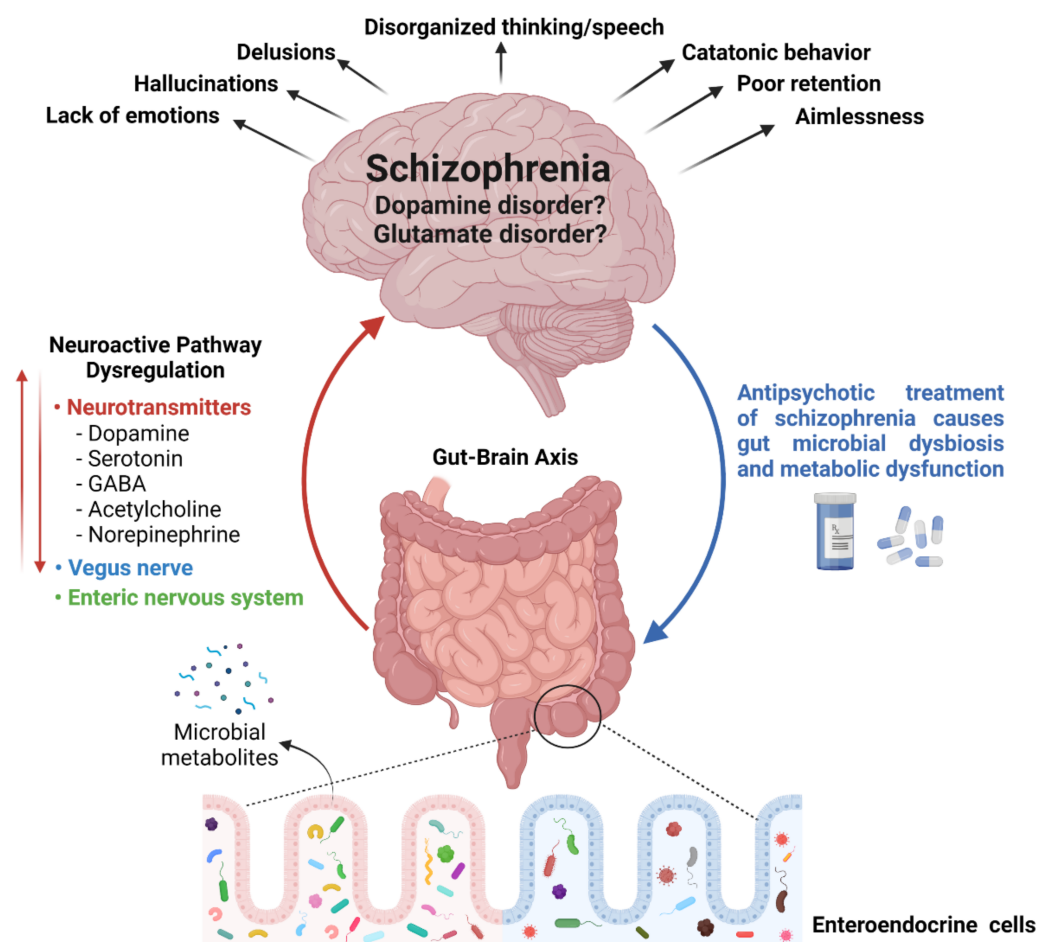 Disorganized thinking/speech
Delusions
Catatonic behavior
Hallucinations
Poor retention
Lack of emotions
Aimlessness
Schizophrenia
Dopamine disorder?
Glutamate disorder?
Neuroactive Pathway
Dysregulation
• Neurotransmitters
- Dopamine
- Serotonin
- GABA
- Acetylcholine
- Norepinephrine
• Vegus nerve
• Enteric nervous system
Gut-Brain Axis
Antipsychotic treatment
of schizophrenia causes
gut microbial dysbiosis
and metabolic dysfunction
Rx
Microbial
metabolites
Enteroendocrine cells